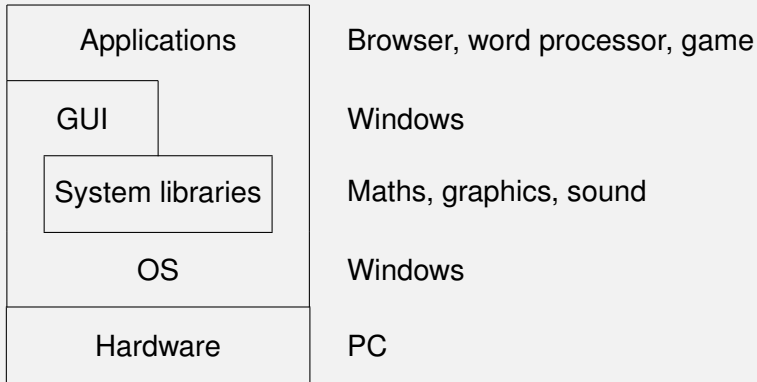 Applications Browser, word processor, game
GUI Windows
System libraries Maths, graphics, sound
OS Windows
Hardware PC